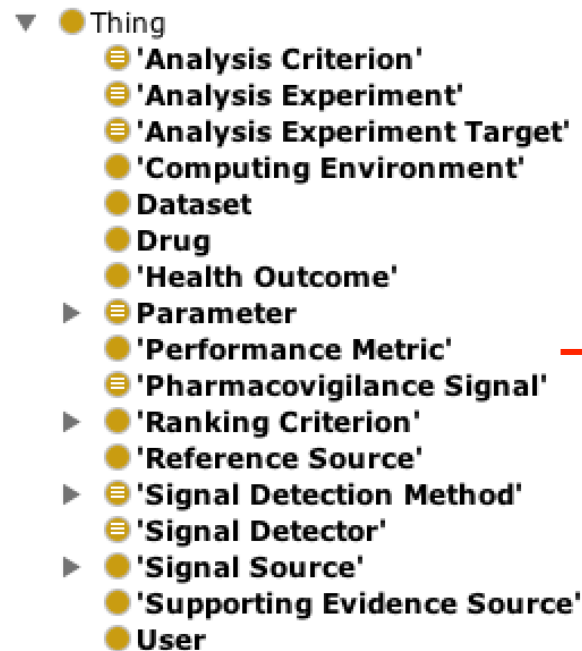 Thing
'Analysis Criterion'
'Analysis Experiment'
'Analysis Experiment Target'
'Computing Environment'
Dataset
Drug
'Health Outcome'
Parameter
'Performance Metric'
'Pharmacovigilance Signal'
'Ranking Criterion'
'Reference Source'
'Signal Detection Method'
'Signal Detector'
'Signal Source'
'Supporting Evidence Source'
User